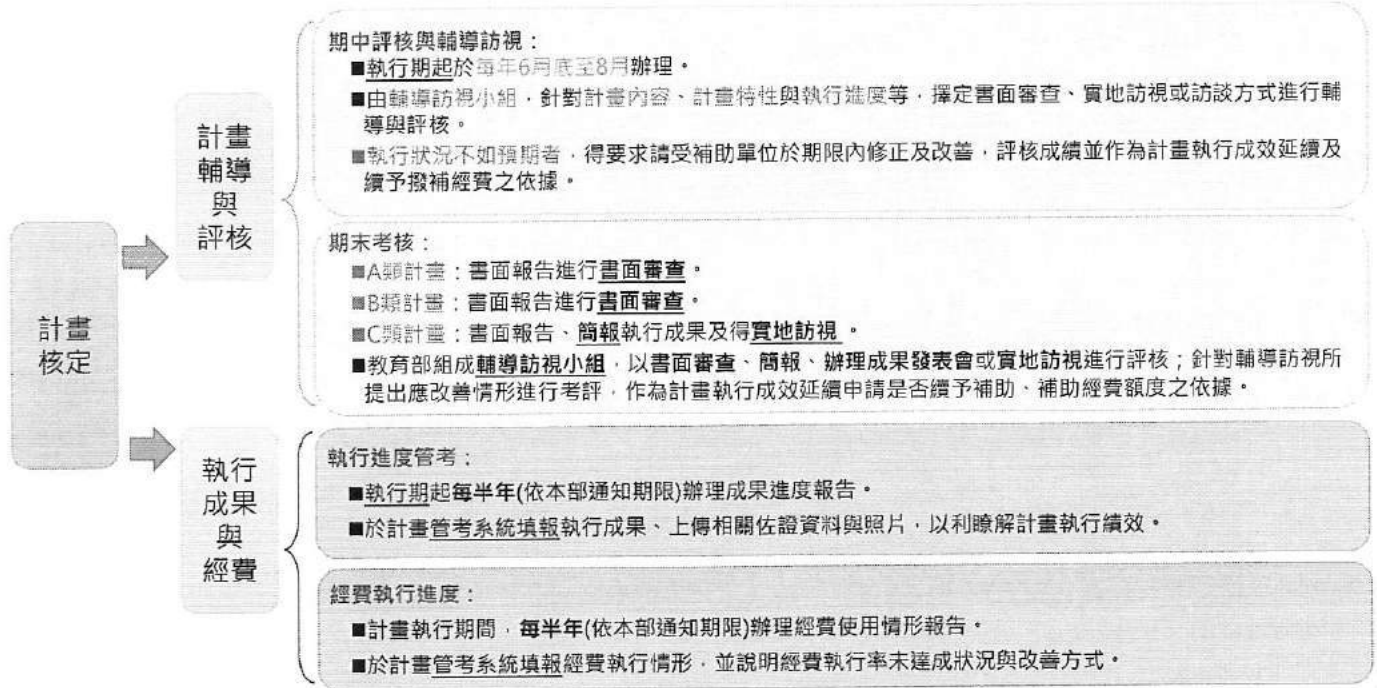 計畫
核定
計畫
輔導
與
評核
期中評核與輔導訪視：
■執行期起於每年6月底至8月辦理。
■由輔導訪視小組，針對計畫內容、計畫特性與執行進度等，擇定書面審查、實地訪視或訪談方式進行輔
導與評核。
■執行狀況不如預期者，得要求請受補助單位於期限內修正及改善，評核成績並作為計畫執行成效延續及
續予撥補經費之依據。
期末考核：
■A類計畫：書面報告進行書面審查。
■B類計畫：書面報告進行書面審查。
■C類計畫：書面報告、簡報執行成果及得實地訪視。
■教育部組成輔導訪視小組，以書面審查、簡報、辦理成果發表會或實地訪視進行評核；針對輔導訪視所
提出應改善情形進行考評，作為計畫執行成效延續申請是否續予補助、補助經費額度之依據。
執行
成果
與
經費
執行進度管考：
■執行期起每半年(依本部通知期限)辦理成果進度報告。
■於計畫管考系統填報執行成果、上傳相關佐證資料與照片，以利瞭解計畫執行績效。
經費執行進度：
■計畫執行期間，每半年(依本部通知期限)辦理經費使用情形報告。
■於計畫管考系統填報經費執行情形，並說明經費執行率未達成狀況與改善方式。